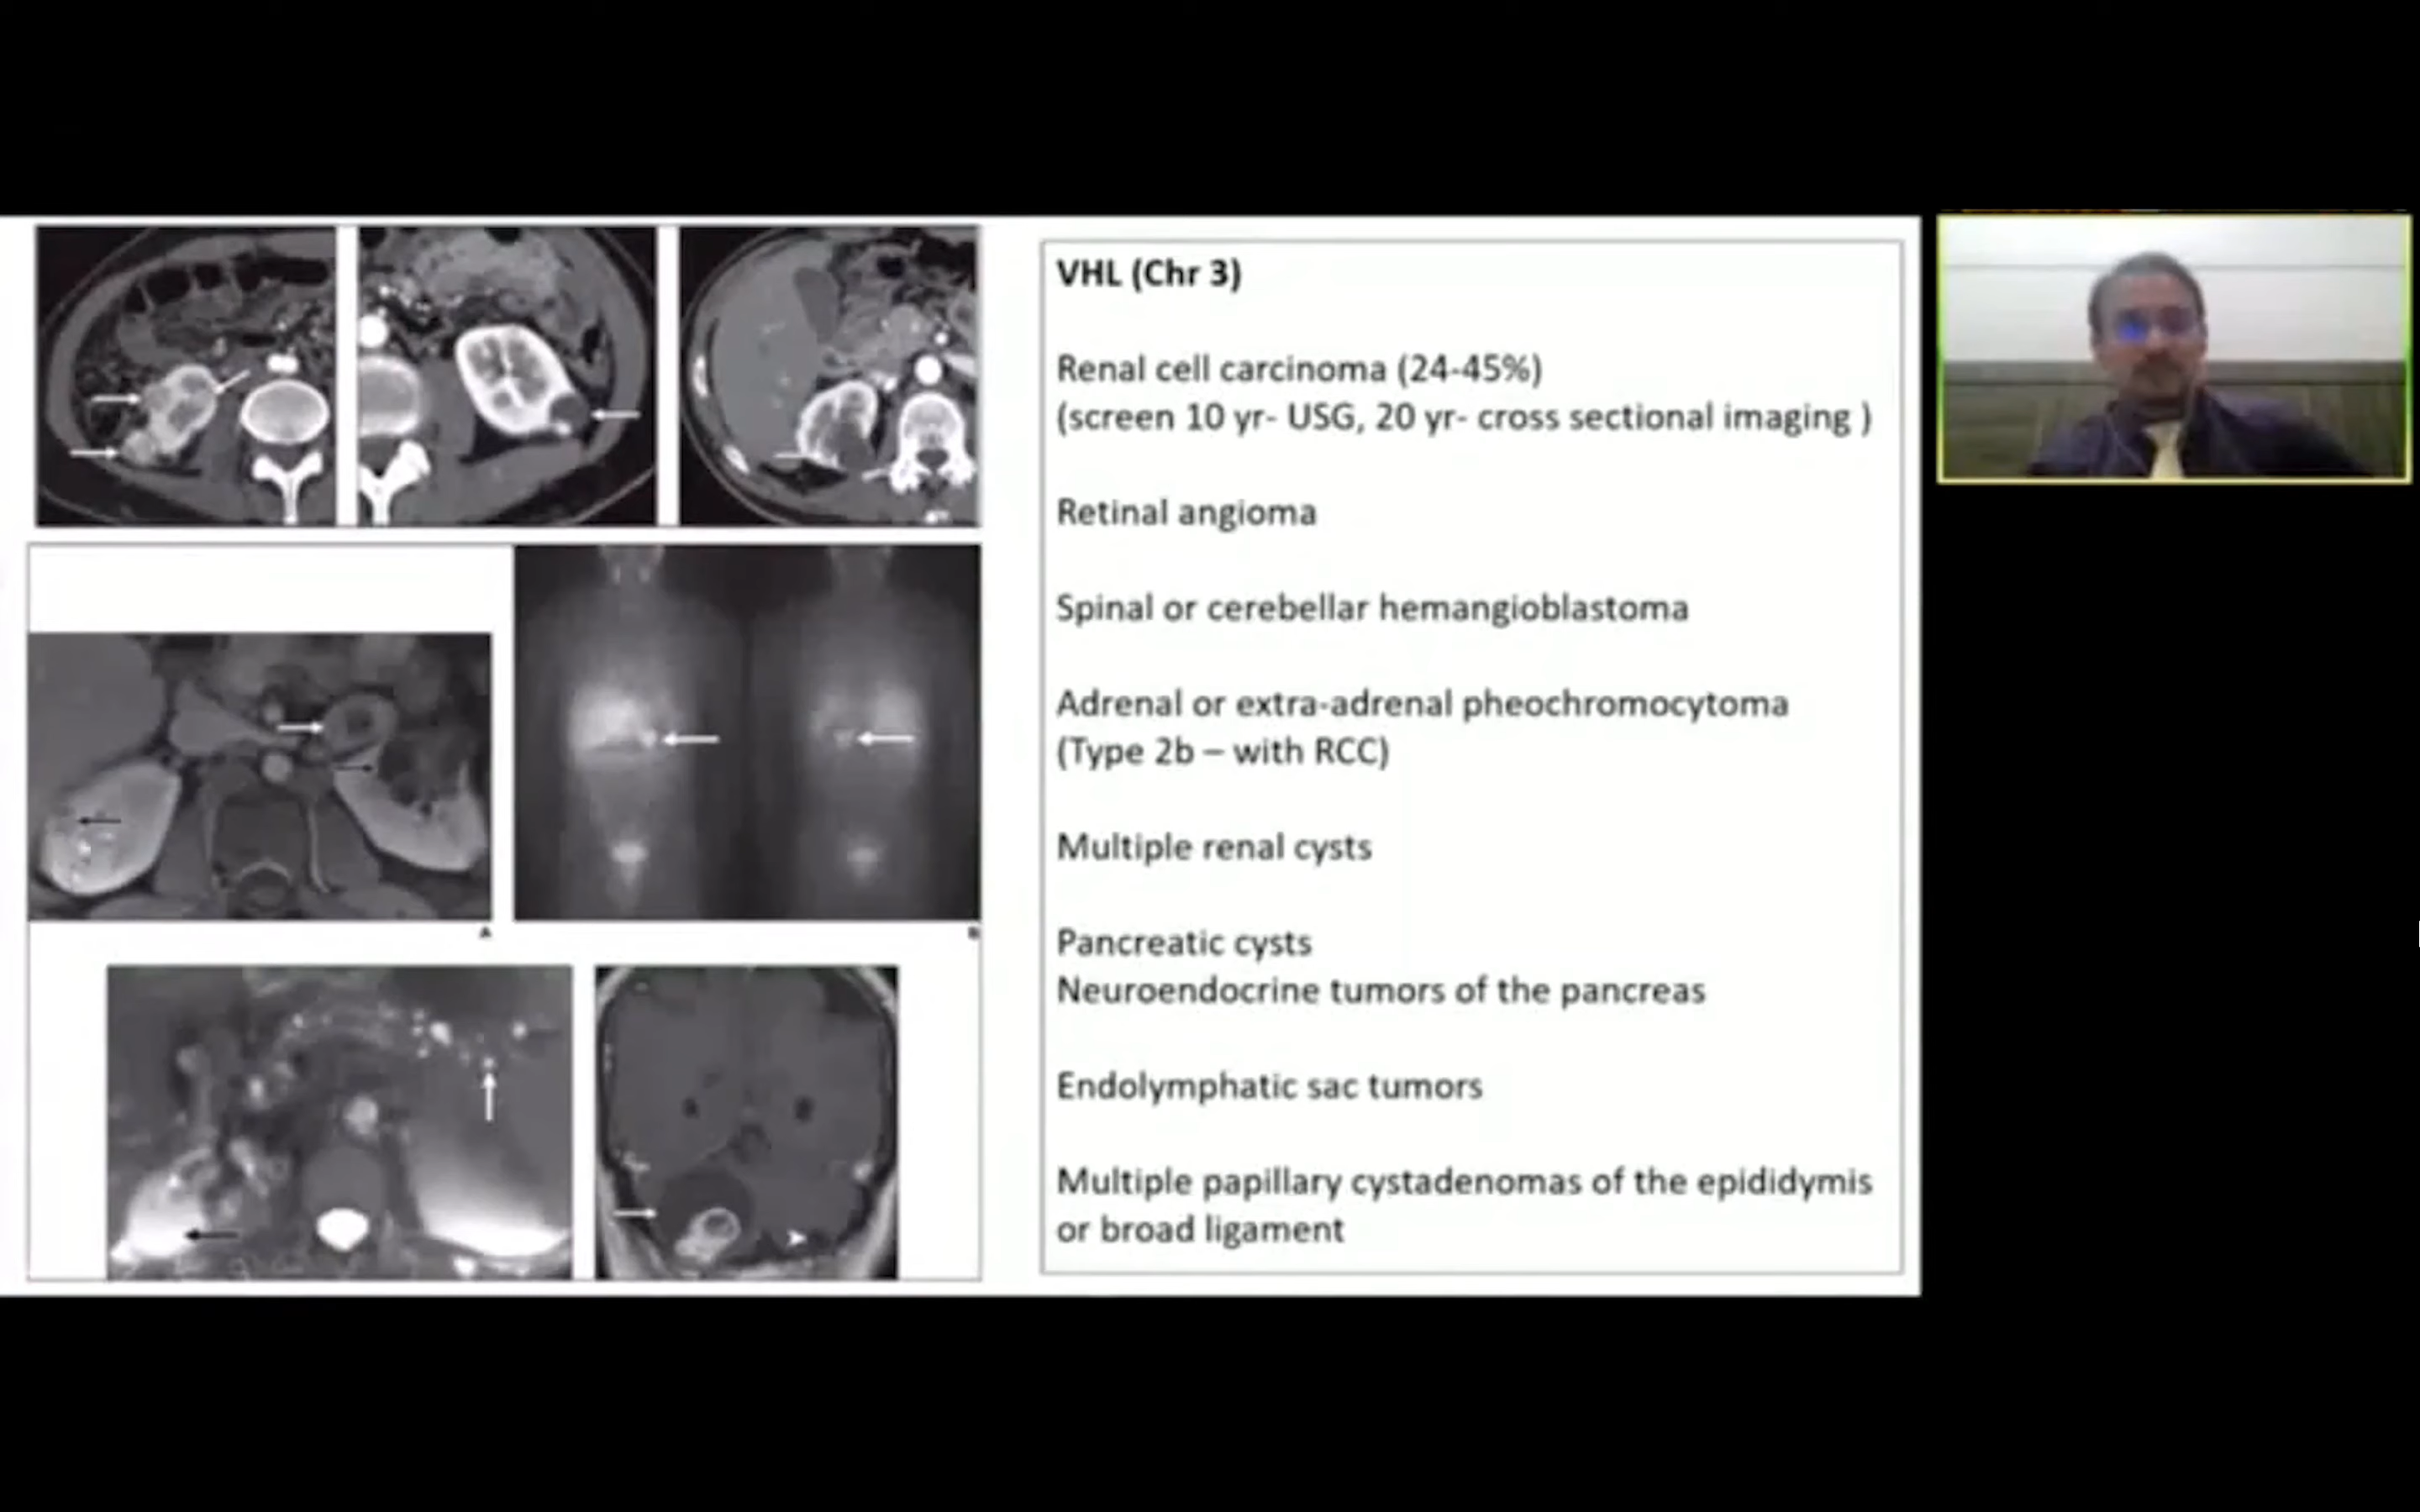 VHL (Chr 3)
Renal cell carcinoma (24-45%)
(screen 10 yr- USG, 20 yr- cross sectional imaging )
Retinal angioma
Spinal or cerebellar hemangioblastoma
Adrenal or extra-adrenal pheochromocytoma
(Type 2b – with RCC)
Multiple renal cysts
Pancreatic cysts
Neuroendocrine tumors of the pancreas
Endolymphatic sac tumors
Multiple papillary cystadenomas of the epididymis
or broad ligament
A
B